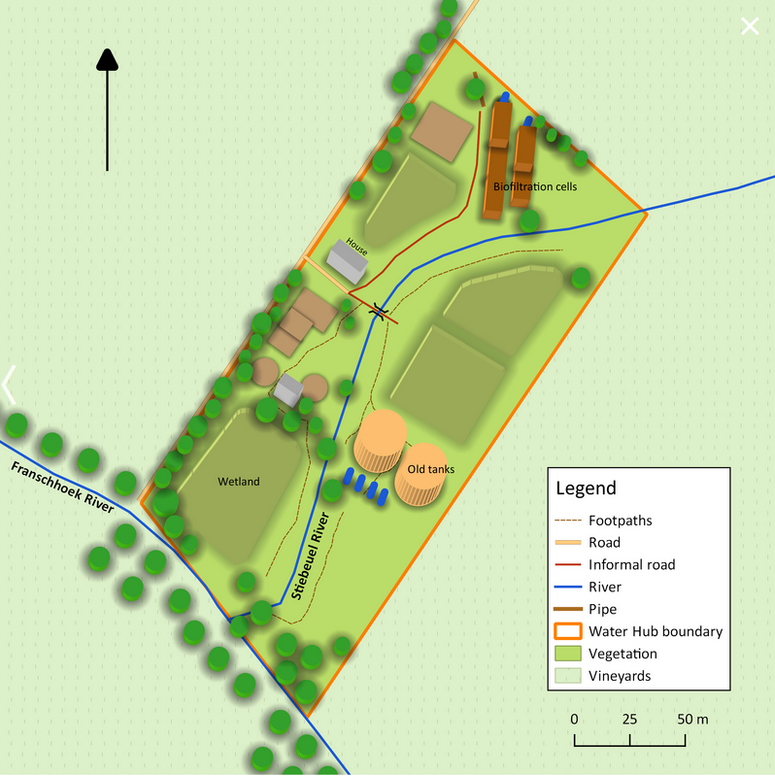 Biofiltration cells
House
Wetland
Old tanks
Franschhoek River
Stiebeuel River
Legend
Footpaths
Road
Informal road
River
Pipe
Water Hub boundary
Vegetation
Vineyards
0 25 50 m